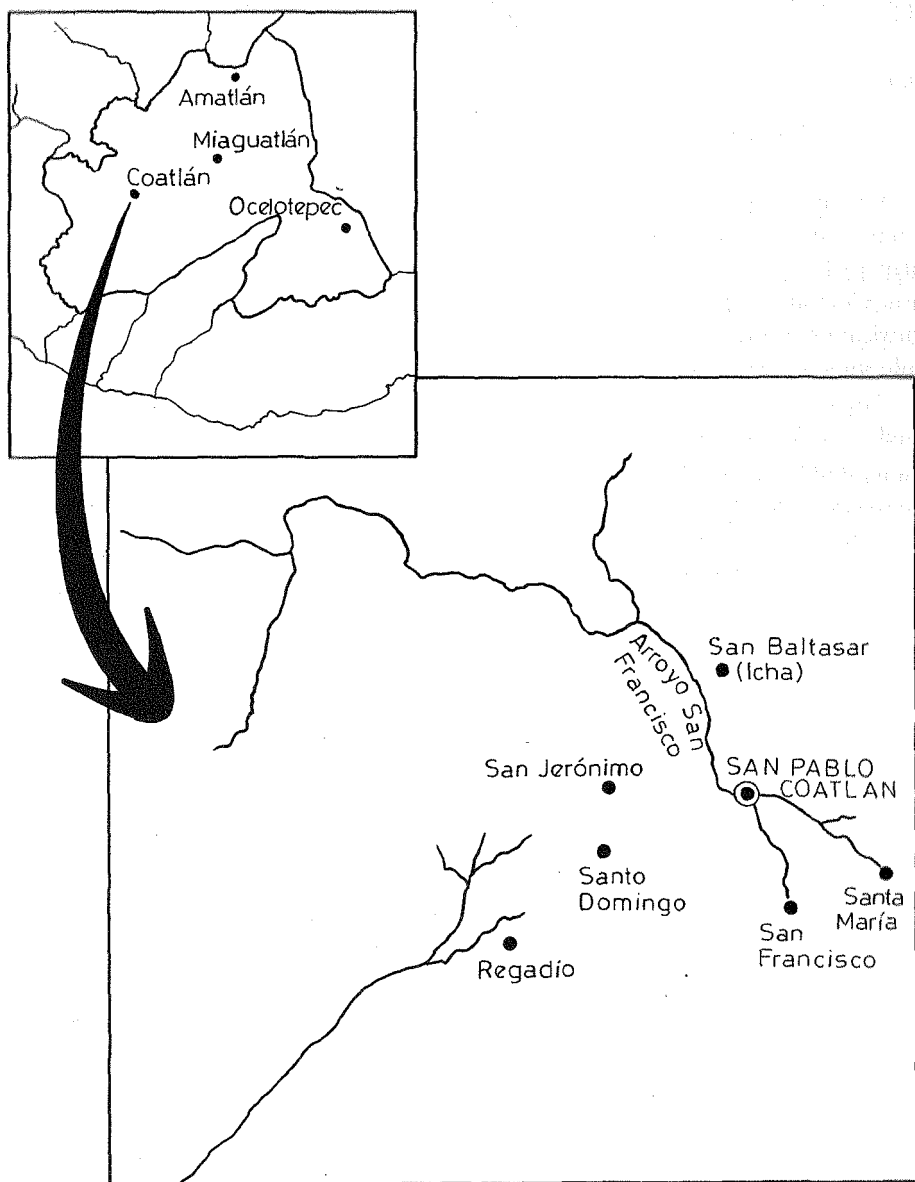 Amatlán
Miaguatlán
Coatlán
Ocelotepec
Arroyo San
Francisco
San Baltasar
(Icha)
San Jerónimo
SAN PABLO
COATLAN
Santo
Domingo
Santa
María
San
Francisco
Regadío